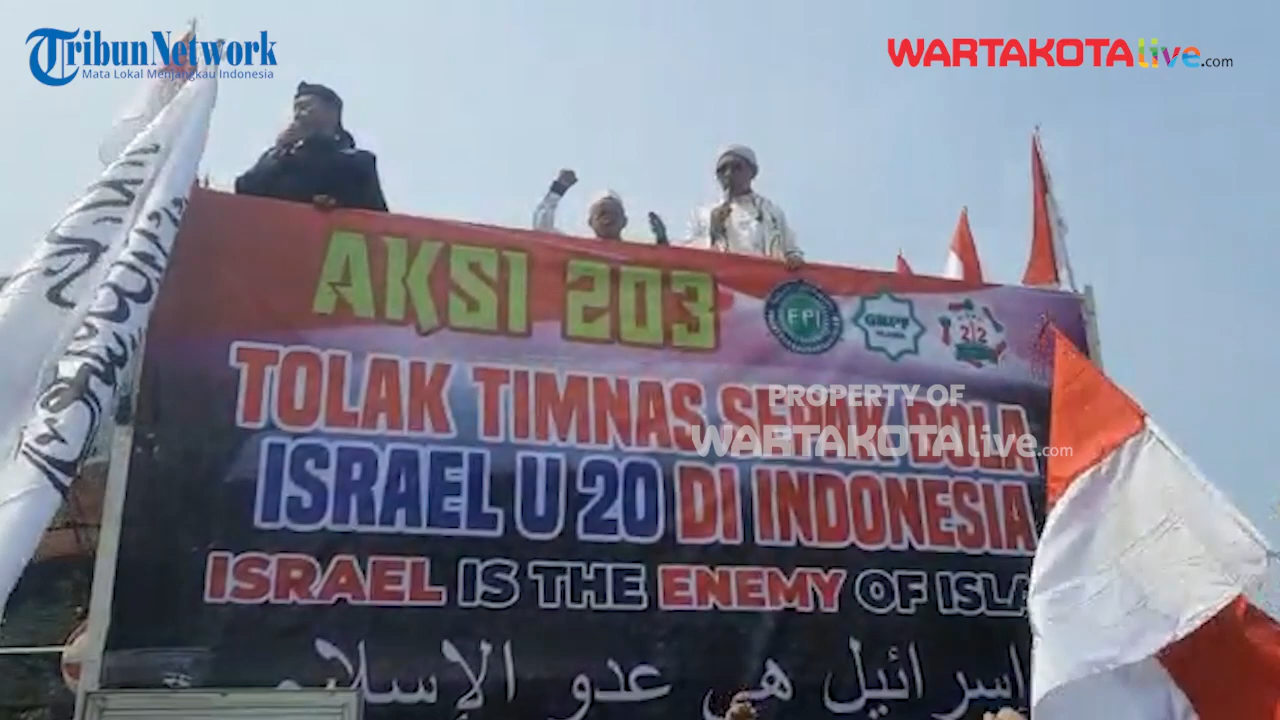 TribunNetwork
Mata Lokal Menjangkau Indonesia
WARTAKOTAlive.com
AKSI 203
FPI
GNPF
212
TOLAK TIMNAS SEPAK BOLA
PROPERTY OF
WARTAKOTAlive.com
ISRAEL U 20 DI INDONESIA
ISRAEL IS THE ENEMY OF ISLA
اسرائيل هي عدو الإسلام